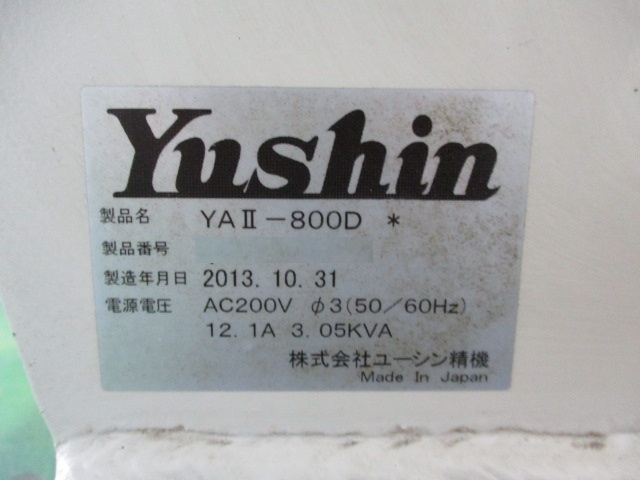 Yushin
製品名 YAⅡ-800D *
製品番号
製造年月日 2013.10.31
電源電圧 AC200V φ3(50/60Hz)
12.1A 3.05KVA
株式会社ユーシン精機
Made In Japan